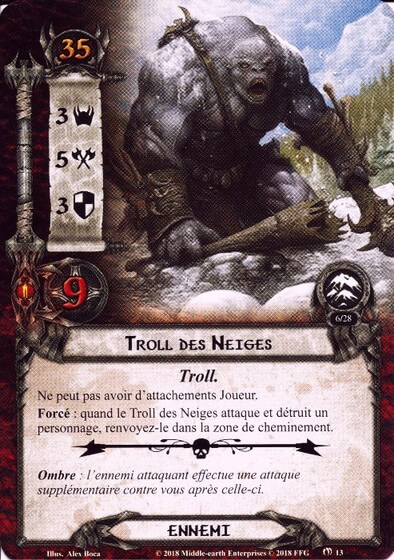 35
3
5
3
9
6/28
TROLL DES NEIGES
Troll.
Ne peut pas avoir d'attachements Joueur.
Forcé : quand le Troll des Neiges attaque et détruit un
personnage, renvoyez-le dans la zone de cheminement.
Ombre : l'ennemi attaquant effectue une attaque
supplémentaire contre vous après celle-ci.
ENNEMI
Illus. Alex Boca © 2018 Middle-earth Enterprises © 2018 FFG 13